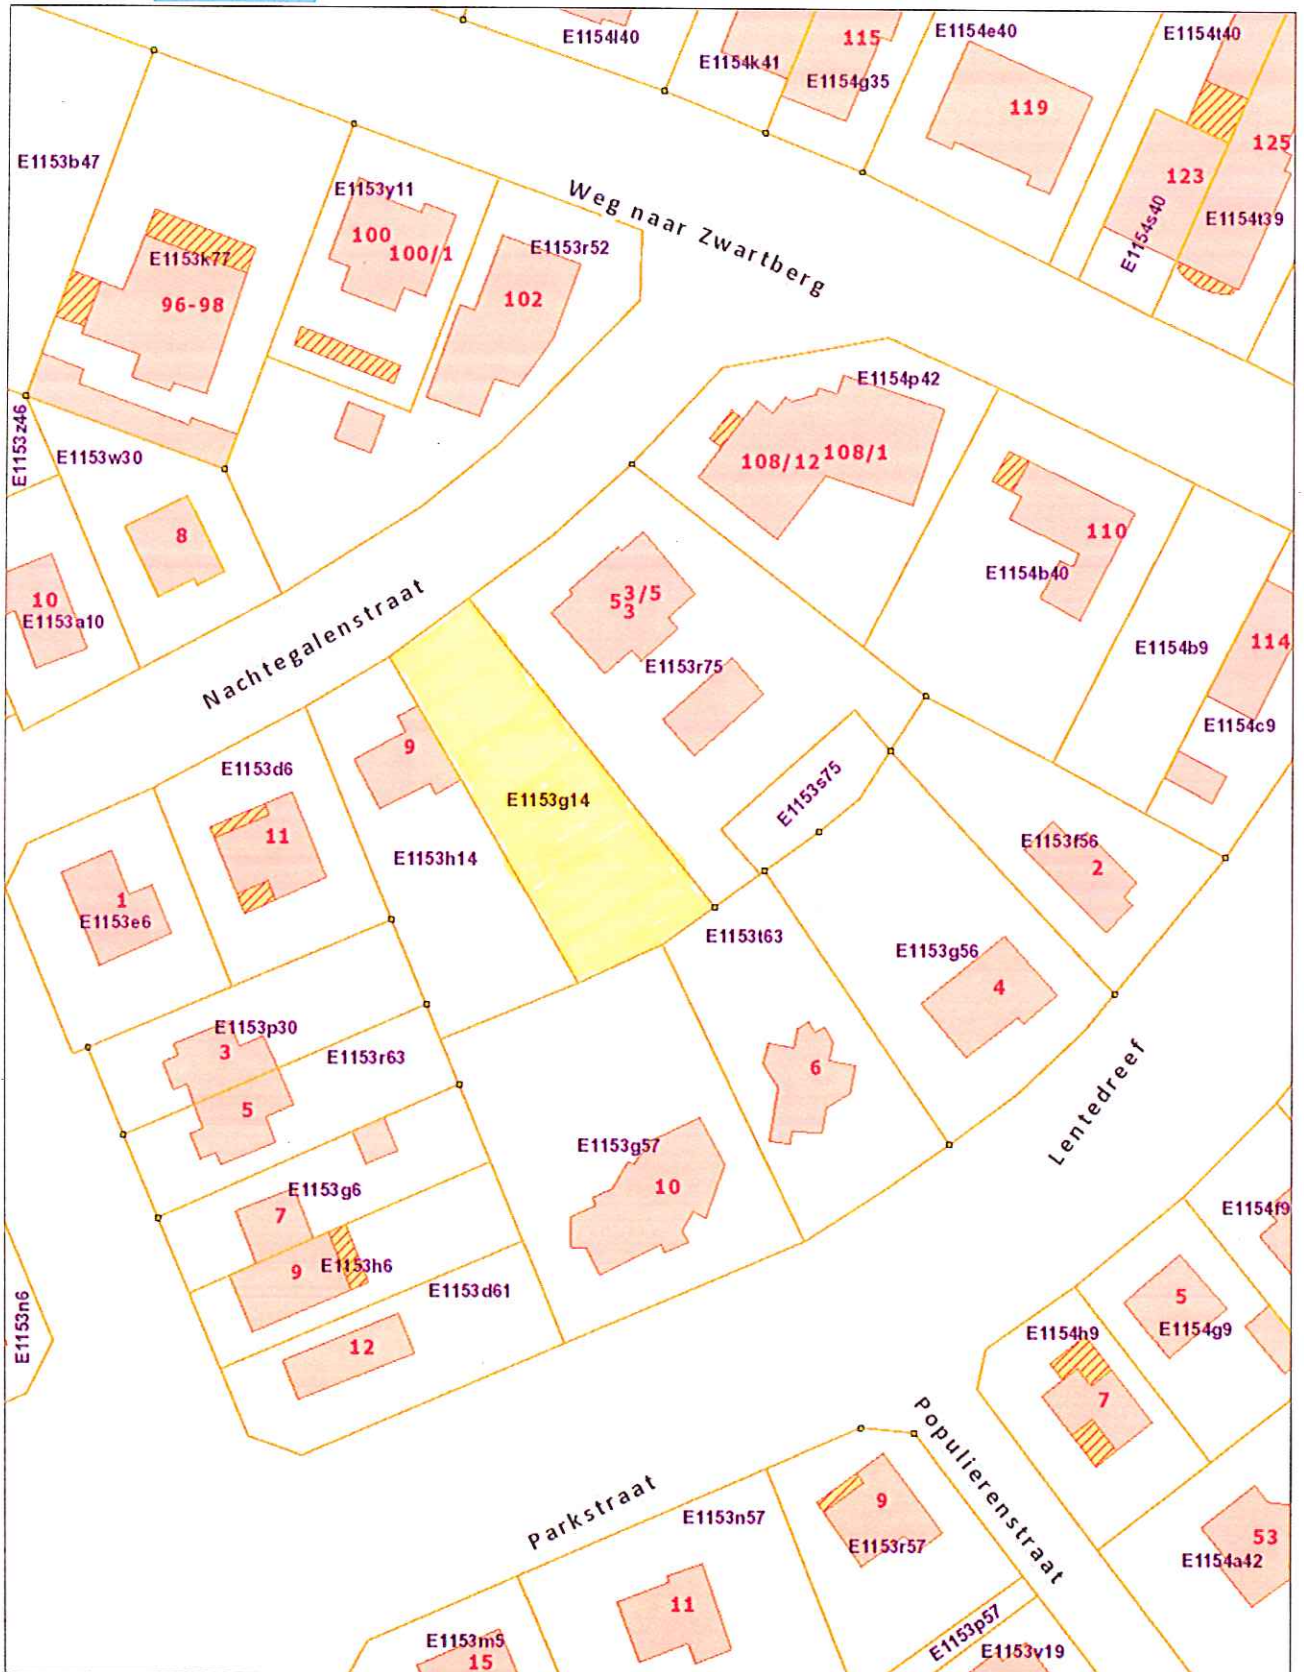 E1154l40
E1154k41
115
E1154g35
E1154e40
119
E1154t40
125
123
E1154s40
E1154t39
E1153b47
E1153y11
100
100/1
E1153r52
102
E1153k77
96-98
Weg naar Zwartberg
E1154p42
108/12
108/1
110
E1154b40
E1154b9
114
E1154c9
E1153z46
E1153w30
8
10
E1153a10
Nachtegalenstraat
3/5
5
3
E1153r75
E1153s75
E1153g14
9
E1153h14
E1153d6
11
1
E1153e6
E1153f56
2
E1153t63
E1153g56
4
6
E1153p30
3
E1153r63
5
E1153g57
10
Lentedreef
E1153g6
7
9
E1153h6
E1153d61
12
E1153n6
E1154f9
5
E1154g9
E1154h9
7
Populierenstraat
Parkstraat
E1153n57
9
E1153r57
53
E1154a42
11
E1153p57
E1153v19
E1153m5
15